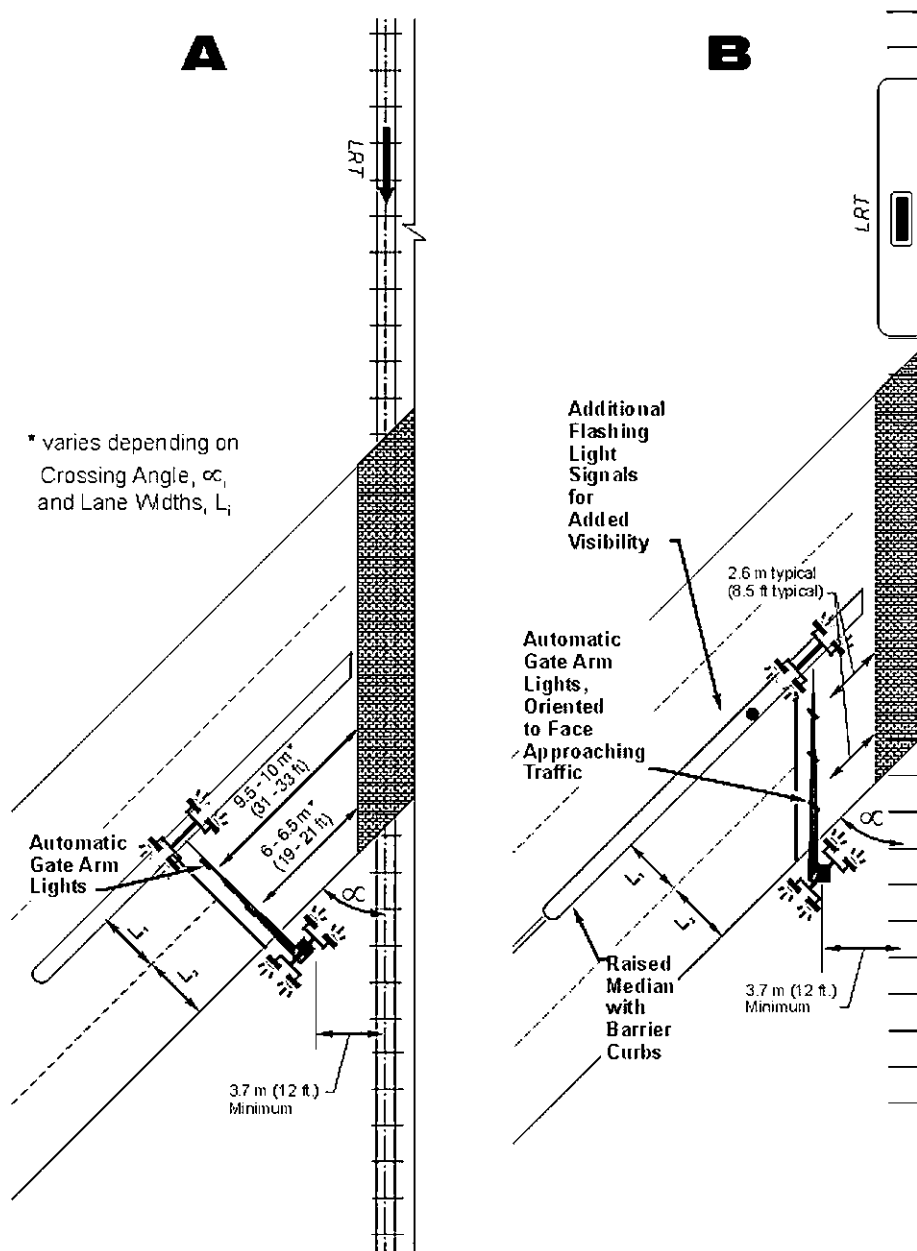 A
LRT
* varies depending on
Crossing Angle, ∝,
and Lane Widths, Li
9.5 - 10 m*
(31 - 33 ft)
6 - 6.5 m*
(19 - 21 ft)
Automatic
Gate Arm
Lights
∝
L1
L2
3.7 m (12 ft.)
Minimum
B
LRT
Additional
Flashing
Light
Signals
for
Added
Visibility
2.6 m typical
(8.5 ft typical)
Automatic
Gate Arm
Lights,
Oriented
to Face
Approaching
Traffic
∝
L1
L2
Raised
Median
with
Barrier
Curbs
3.7 m (12 ft.)
Minimum